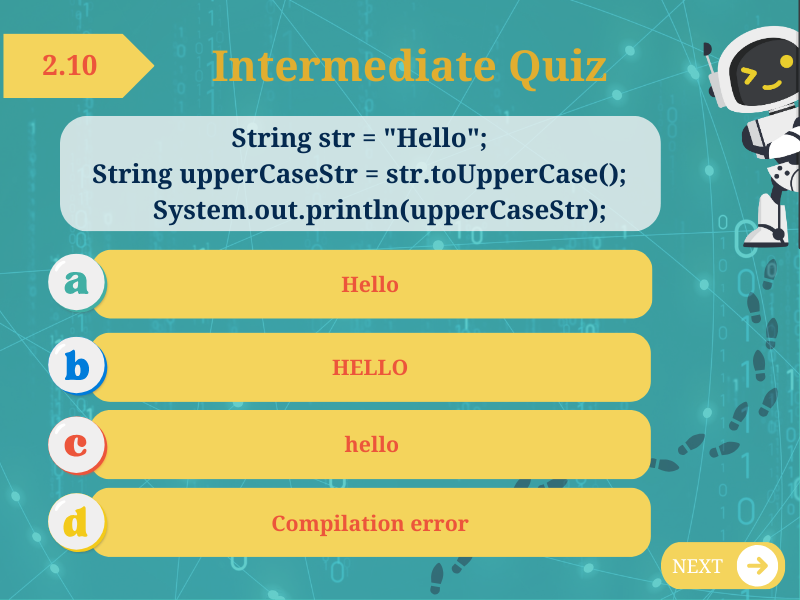 2.10
Intermediate Quiz
String str = "Hello";
String upperCaseStr = str.toUpperCase();
System.out.println(upperCaseStr);
a
Hello
b
HELLO
c
hello
d
Compilation error
NEXT